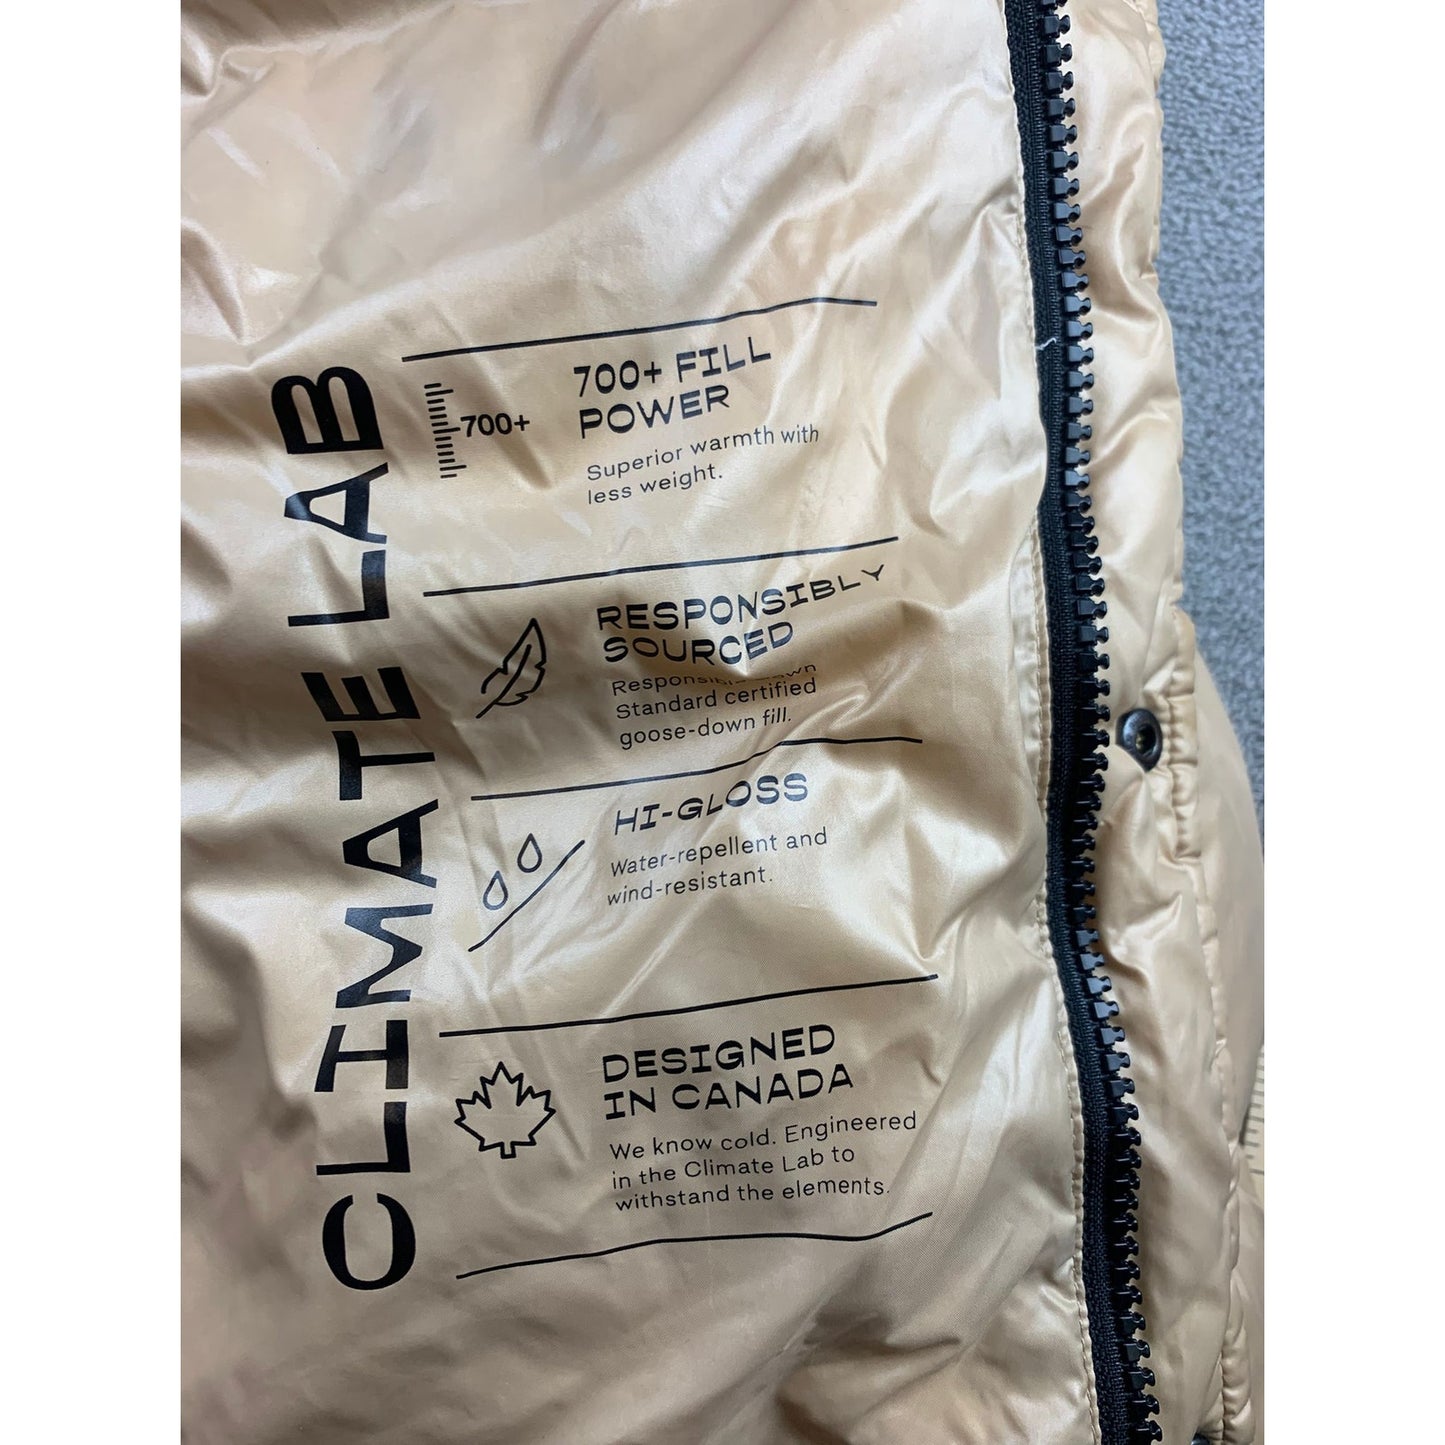 CLIMATE LAB
700+
700+ FILL
POWER
Superior warmth with
less weight.
RESPONSIBLY
SOURCED
Responsible Down
Standard certified
goose-down fill.
HI-GLOSS
Water-repellent and
wind-resistant.
DESIGNED
IN CANADA
We know cold. Engineered
in the Climate Lab to
withstand the elements.